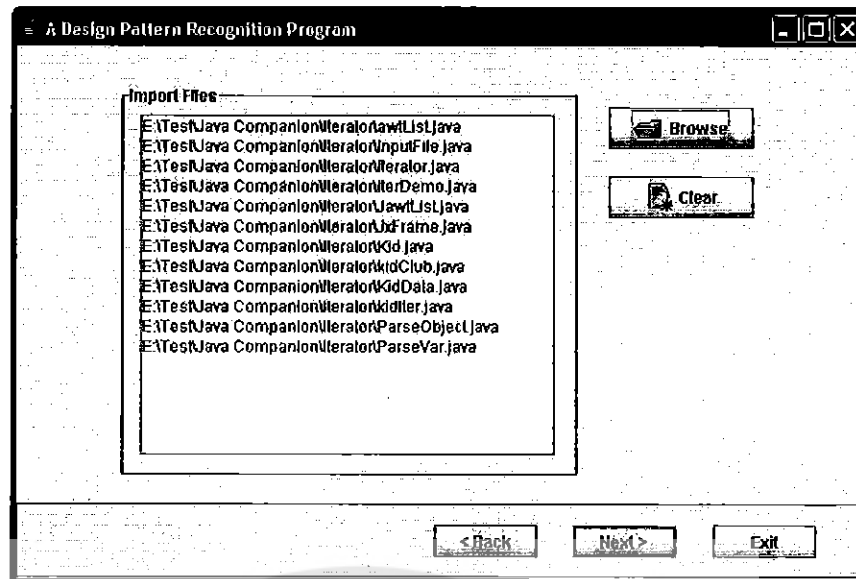 A Design Pattern Recognition Program
Import Files
E:\Test\Java Companion\Iterator\awtList.java
E:\Test\Java Companion\Iterator\InputFile.java
E:\Test\Java Companion\Iterator\Iterator.java
E:\Test\Java Companion\Iterator\IterDemo.java
E:\Test\Java Companion\Iterator\JawtList.java
E:\Test\Java Companion\Iterator\JxFrame.java
E:\Test\Java Companion\Iterator\Kid.java
E:\Test\Java Companion\Iterator\kidClub.java
E:\Test\Java Companion\Iterator\KidData.java
E:\Test\Java Companion\Iterator\kidIter.java
E:\Test\Java Companion\Iterator\ParseObject.java
E:\Test\Java Companion\Iterator\ParseVar.java
Browse
Clear
< Back
Next >
Exit